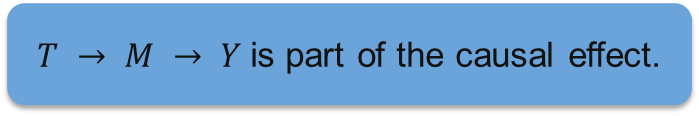 T → M → Y is part of the causal effect.